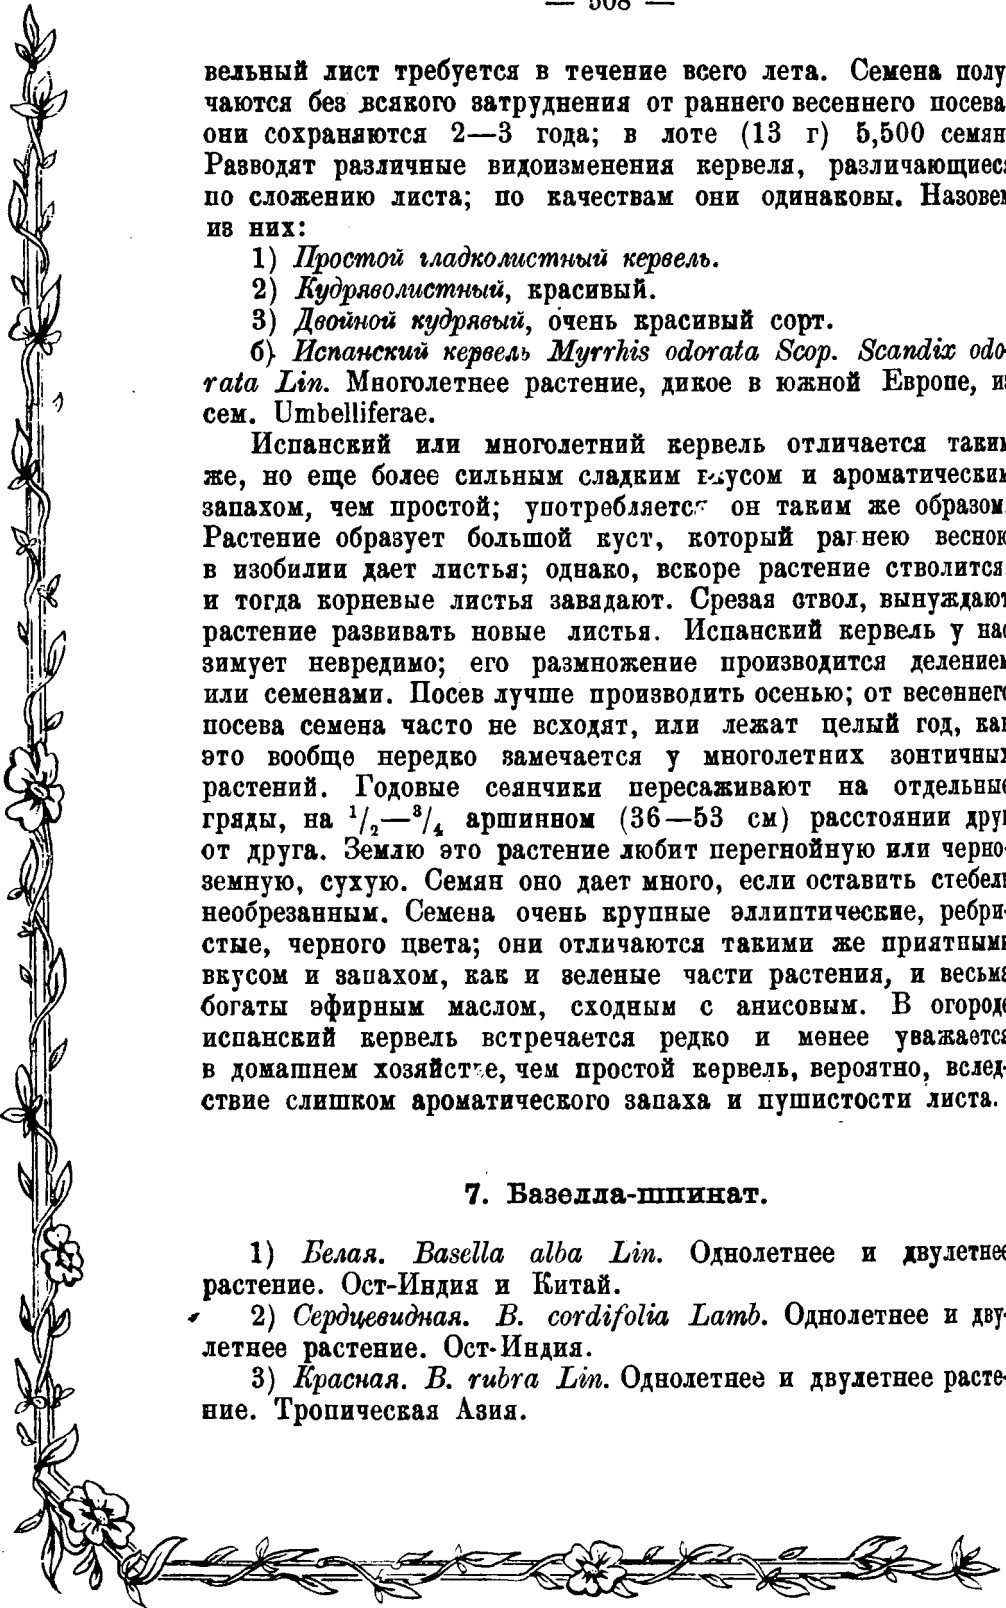 — 508 —
вельный лист требуется в течение всего лета. Семена полу
чаются без всякого затруднения от раннего весеннего посева
они сохраняются 2—3 года; в лоте (13 г) 5,500 семян
Разводят различные видоизменения кервеля, различающиес
по сложению листа; по качествам они одинаковы. Назове
из них:
1) Простой гладколистный кервель.
2) Кудряволистный, красивый.
3) Двойной кудрявый, очень красивый сорт.
б) Испанский кервель Myrrhis odorata Scop. Scandix odo-
rata Lin. Многолетнее растение, дикое в южной Европе, и
сем. Umbelliferae.
Испанский или многолетний кервель отличается таки
же, но еще более сильным сладким вкусом и ароматически
запахом, чем простой; употребляется он таким же образом
Растение образует большой куст, который раннею весною
в изобилии дает листья; однако, вскоре растение стволится
и тогда корневые листья завядают. Срезая ствол, вынуждают
растение развивать новые листья. Испанский кервель у нас
зимует невредимо; его размножение производится деление
или семенами. Посев лучше производить осенью; от весеннег
посева семена часто не всходят, или лежат целый год, как
это вообще нередко замечается у многолетних зонтичны
растений. Годовые сеянчики пересаживают на отдельны
гряды, на 1/2—3/4 аршинном (36—53 см) расстоянии друг
от друга. Землю это растение любит перегнойную или черно-
земную, сухую. Семян оно дает много, если оставить стебел
необрезанным. Семена очень крупные эллиптические, ребри-
стые, черного цвета; они отличаются такими же приятным
вкусом и запахом, как и зеленые части растения, и весьма
богаты эфирным маслом, сходным с анисовым. В огороде
испанский кервель встречается редко и менее уважаетс
в домашнем хозяйстве, чем простой кервель, вероятно, вслед-
ствие слишком ароматического запаха и пушистости листа.
7. Базелла-шпинат.
1) Белая. Basella alba Lin. Однолетнее и двулетнее
растение. Ост-Индия и Китай.
2) Сердцевидная. B. cordifolia Lamb. Однолетнее и дву-
летнее растение. Ост-Индия.
3) Красная. B. rubra Lin. Однолетнее и двулетнее расте-
ние. Тропическая Азия.